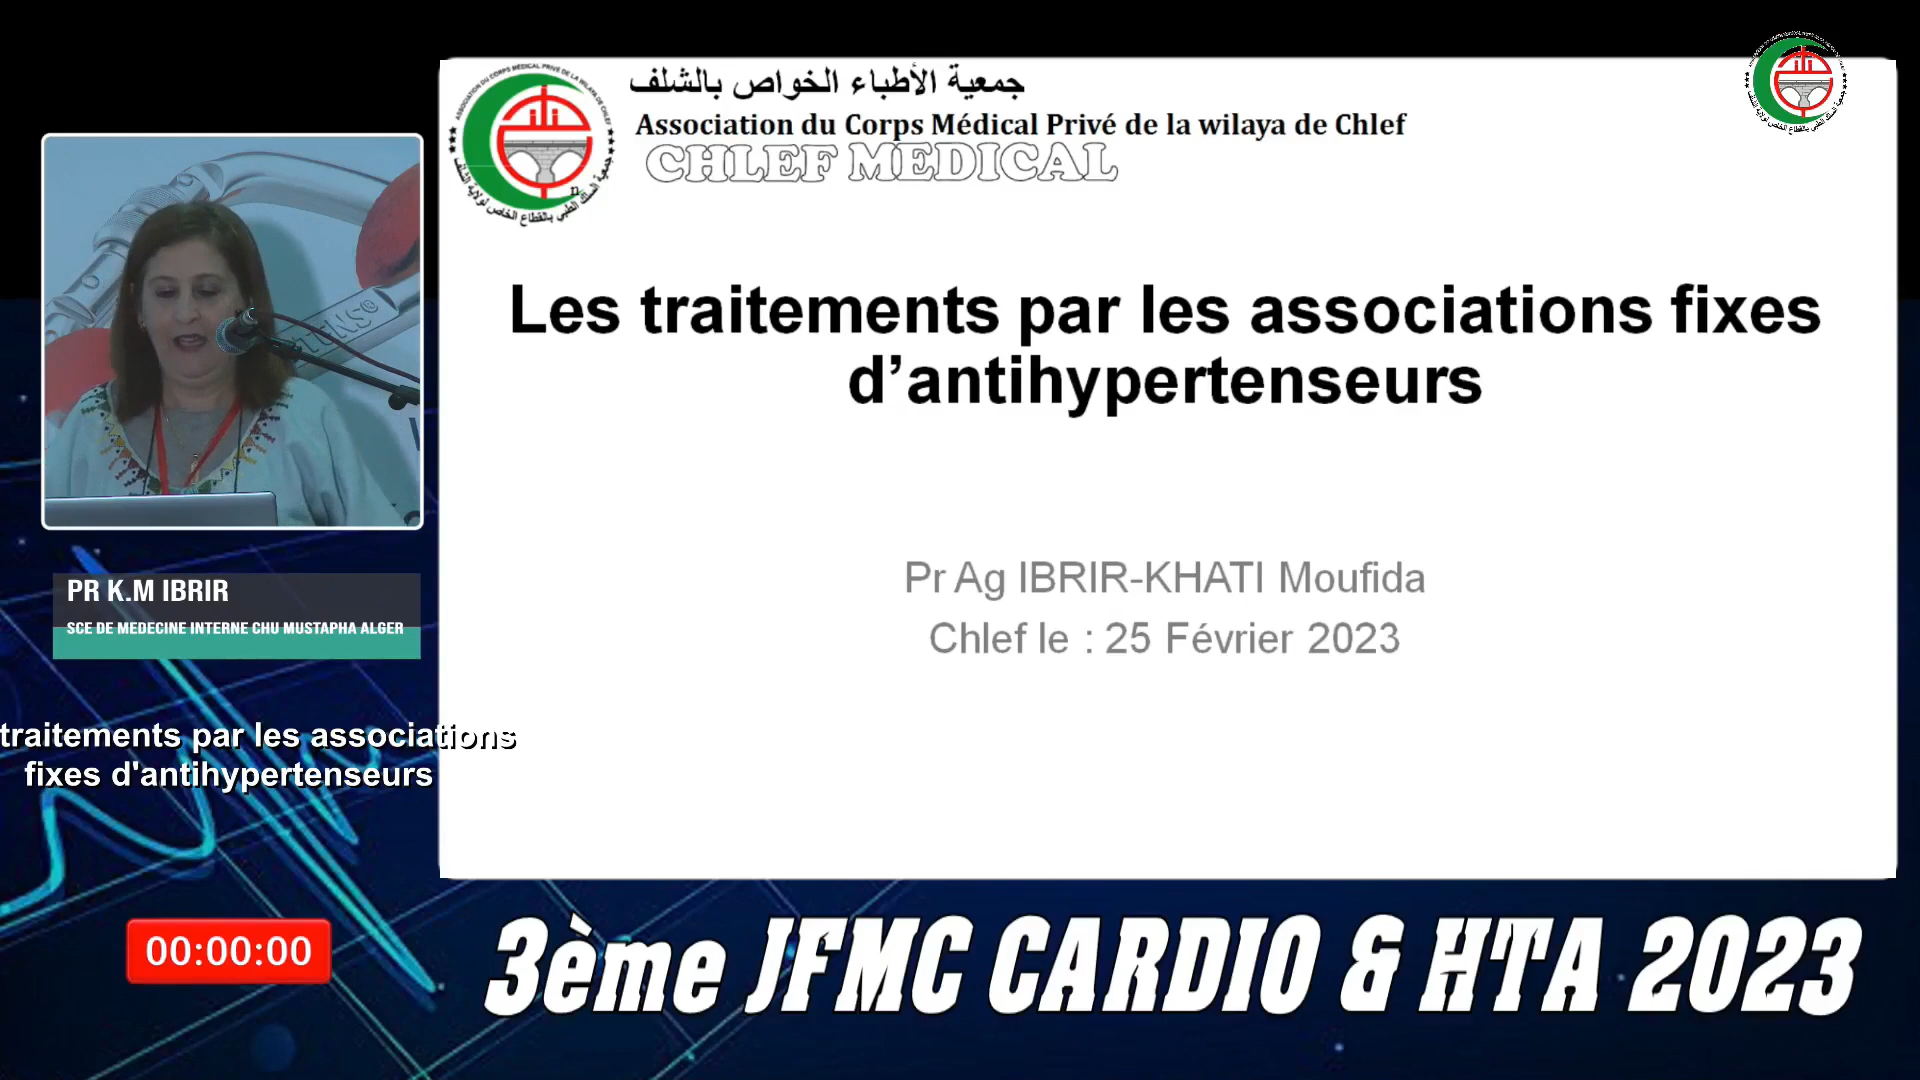 جمعية الأطباء الخواص بالشلف
Association du Corps Médical Privé de la wilaya de Chlef
CHLEF MEDICAL
Les traitements par les associations fixes
d’antihypertenseurs
Pr Ag IBRIR-KHATI Moufida
Chlef le : 25 Février 2023
PR K.M IBRIR
SCE DE MEDECINE INTERNE CHU MUSTAPHA ALGER
traitements par les associations
fixes d'antihypertenseurs
00:00:00
3ème JFMC CARDIO & HTA 2023